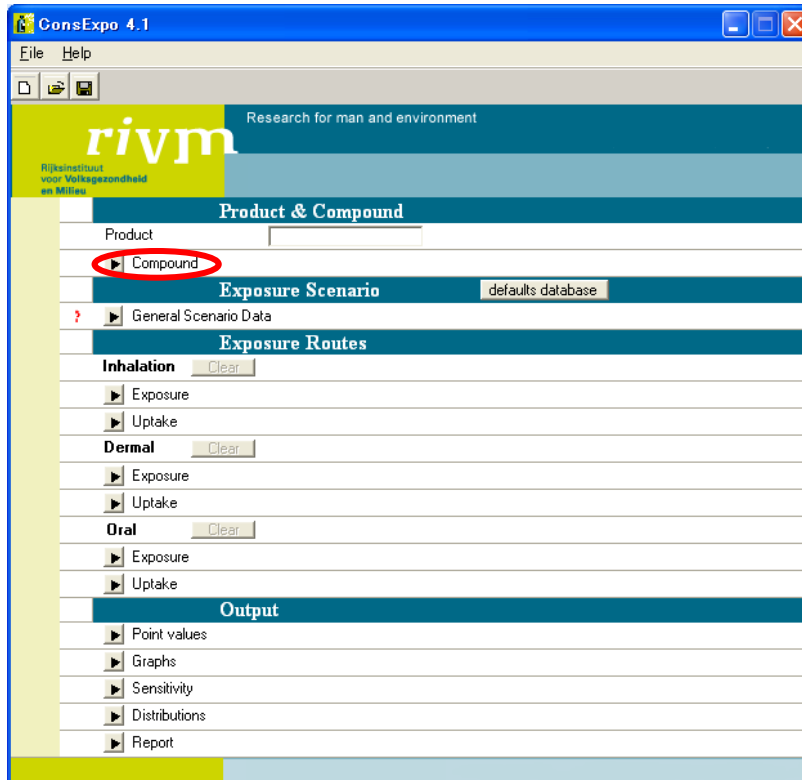 ConsExpo 4.1
File Help
Research for man and environment
rivm
Rijksinstituut
voor Volksgezondheid
en Milieu
Product & Compound
Product
Compound
Exposure Scenario defaults database
? General Scenario Data
Exposure Routes
Inhalation Clear
Exposure
Uptake
Dermal Clear
Exposure
Uptake
Oral Clear
Exposure
Uptake
Output
Point values
Graphs
Sensitivity
Distributions
Report